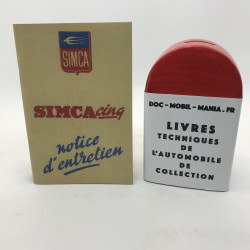 SIMCA
SIMCAcinq
notice
d'entretien
DOC-MOBIL-MANIA.FR
LIVRES
TECHNIQUES
DE
L'AUTOMOBILE
DE
COLLECTION